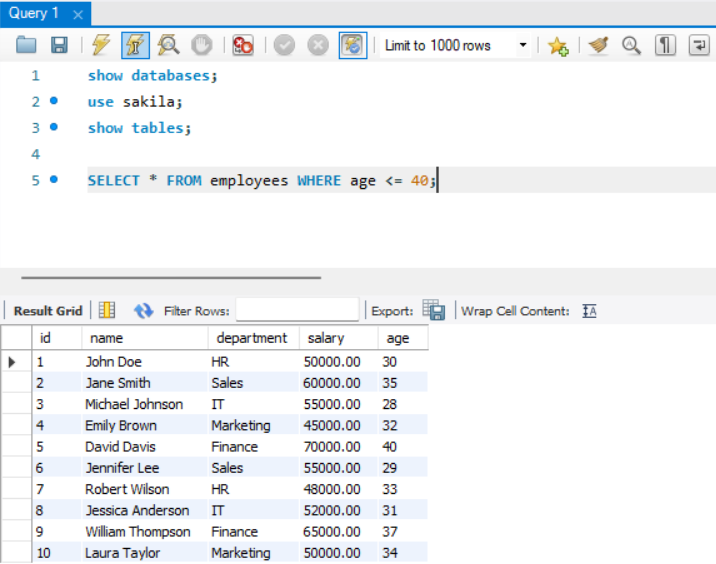 Query 1 ×
Limit to 1000 rows
1 show databases;
2 use sakila;
3 show tables;
4
5 SELECT * FROM employees WHERE age <= 40;
Result Grid Filter Rows: Export: Wrap Cell Content: IA
id name department salary age
1 John Doe HR 50000.00 30
2 Jane Smith Sales 60000.00 35
3 Michael Johnson IT 55000.00 28
4 Emily Brown Marketing 45000.00 32
5 David Davis Finance 70000.00 40
6 Jennifer Lee Sales 55000.00 29
7 Robert Wilson HR 48000.00 33
8 Jessica Anderson IT 52000.00 31
9 William Thompson Finance 65000.00 37
10 Laura Taylor Marketing 50000.00 34